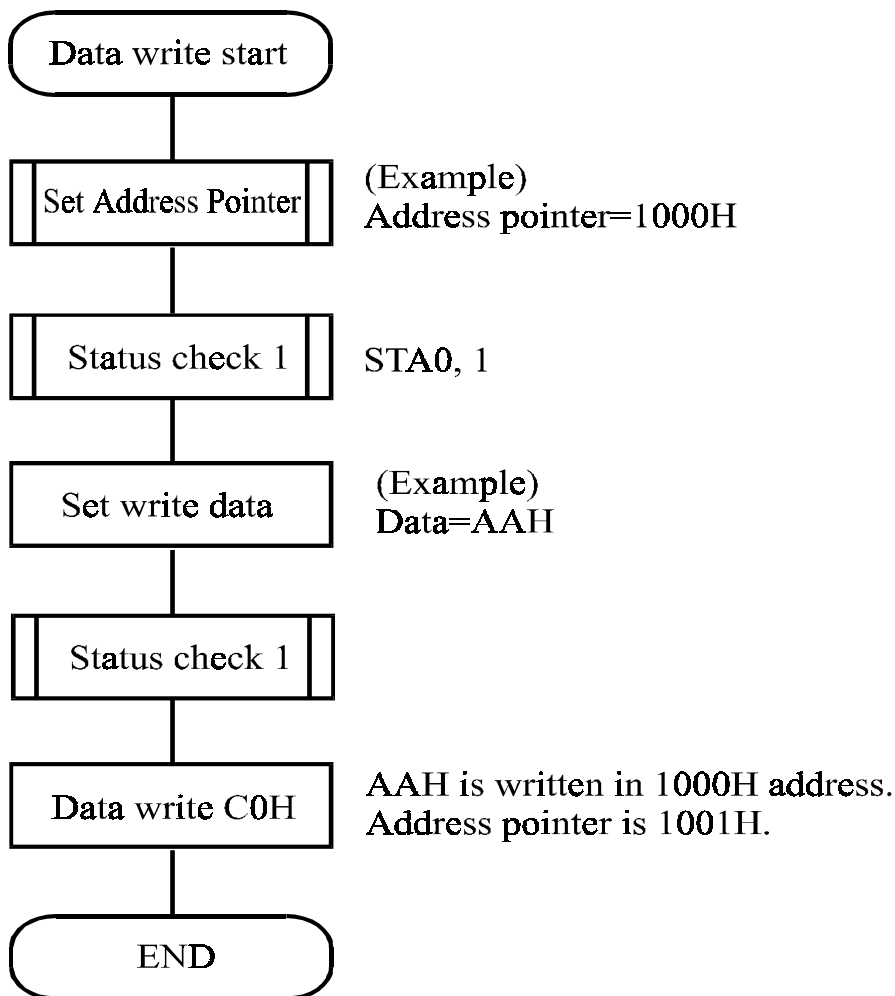 Data write start
Set Address Pointer
(Example)
Address pointer=1000H
Status check 1
STA0, 1
Set write data
(Example)
Data=AAH
Status check 1
Data write C0H
AAH is written in 1000H address.
Address pointer is 1001H.
END